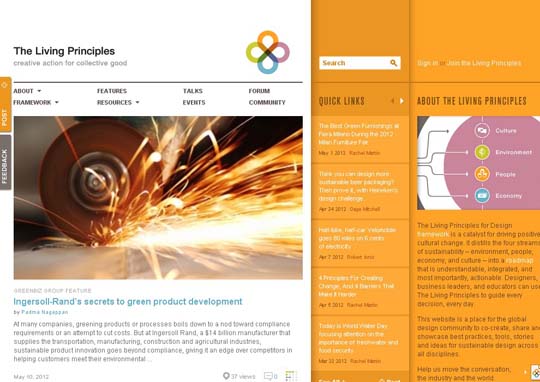 The Living Principles
creative action for collective good
ABOUT
FEATURES
TALKS
FORUM
FRAMEWORK
RESOURCES
EVENTS
COMMUNITY
POST
FEEDBACK
GREENBIZ GROUP FEATURE
Ingersoll-Rand's secrets to green product development
by Padma Nagappan
At many companies, greening products or processes boils down to a nod toward compliance
requirements or an attempt to cut costs. But at Ingersoll Rand, a $14 billion manufacturer that
supplies the transportation, manufacturing, construction and agricultural industries,
sustainable product innovation goes beyond compliance, giving it an edge over competitors in
helping customers meet their environmental ...
May 10, 2012
37 views
0
Search
QUICK LINKS
The Best Green Furnishings at
Fiera Milano During the 2012
Milan Furniture Fair
May 1 2012 Rachel Martin
Think you can design more
sustainable beer packaging?
Then prove it, with Heineken's
design challenge.
Apr 24 2012 Gaya Mitchell
Half-bike, half-car Velomobile
goes 80 miles on 6 cents
of electricity
Apr 9 2012 Robert
4 Principles For Creating
Change, And 4 Barriers That
Make It Harder
Apr 5 2012 Rachel Martin
Today is World Water Day
focusing attention on the
importance of freshwater and
food security.
Mar 22 2012 Rachel Martin
See All
Post
Sign in or Join the Living Principles
ABOUT THE LIVING PRINCIPLES
Culture
Environment
People
Economy
The Living Principles for Design
framework is a catalyst for driving positive
cultural change. It distills the four streams
of sustainability – environment, people,
economy, and culture – into a roadmap
that is understandable, integrated, and
most importantly, actionable. Designers,
business leaders, and educators can use
The Living Principles to guide every
decision, every day.
This website is a place for the global
design community to co-create, share and
showcase best practices, tools, stories
and ideas for sustainable design across
all disciplines.
Help us move the conversation,